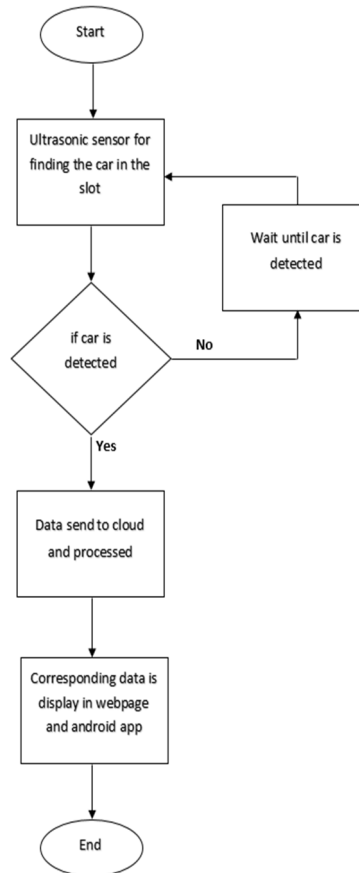 Start
Ultrasonic sensor for
finding the car in the
slot
Wait until car is
detected
if car is
detected
No
Yes
Data send to cloud
and processed
Corresponding data is
display in webpage
and android app
End